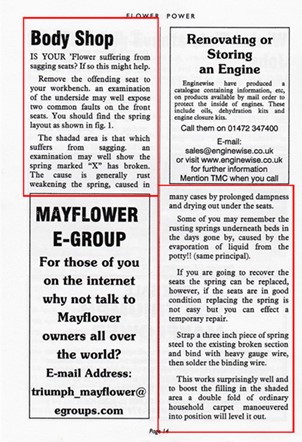 FLOWER POWER
Body Shop
IS YOUR 'Flower suffering from
sagging seats? If so this might help.
Remove the offending seat to
your workbench. an examination
of the underside may well expose
two common faults on the front
seats. You should find the spring
layout as shown in fig. 1.
The shadad area is that which
suffers from sagging. an
examination may well show the
spring marked "X" has broken.
The cause is generally rust
weakening the spring, caused in
many cases by prolonged dampness
and drying out under the seats.
Some of you may remember the
rusting springs underneath beds in
the days gone by, caused by the
evaporation of liquid from the
potty!! (same principal).
If you are going to recover the
seats the spring can be replaced,
however, if the seats are in good
condition replacing the spring is
not easy but you can effect a
temporary repair.
Strap a three inch piece of spring
steel to the existing broken section
and bind with heavy gauge wire,
then solder the binding wire.
This works surprisingly well and
to boost the filling in the shaded
area a double fold of ordinary
household carpet manoeuvered
into position will level it out.
Renovating or
Storing
an Engine
Enginewise have produced a
catalogue containing information, etc,
on products available by mail order to
protect the inside of engines. These
include oils, dehydration kits and
engine closure kits.
Call them on 01472 347400
E-mail:
sales@enginewise.co.uk
or visit www.enginewise.co.uk
for further information
Mention TMC when you call
MAYFLOWER
E-GROUP
For those of you
on the internet
why not talk to
Mayflower
owners all over
the world?
E-mail Address:
triumph_mayflower@
egroups.com
Page 14